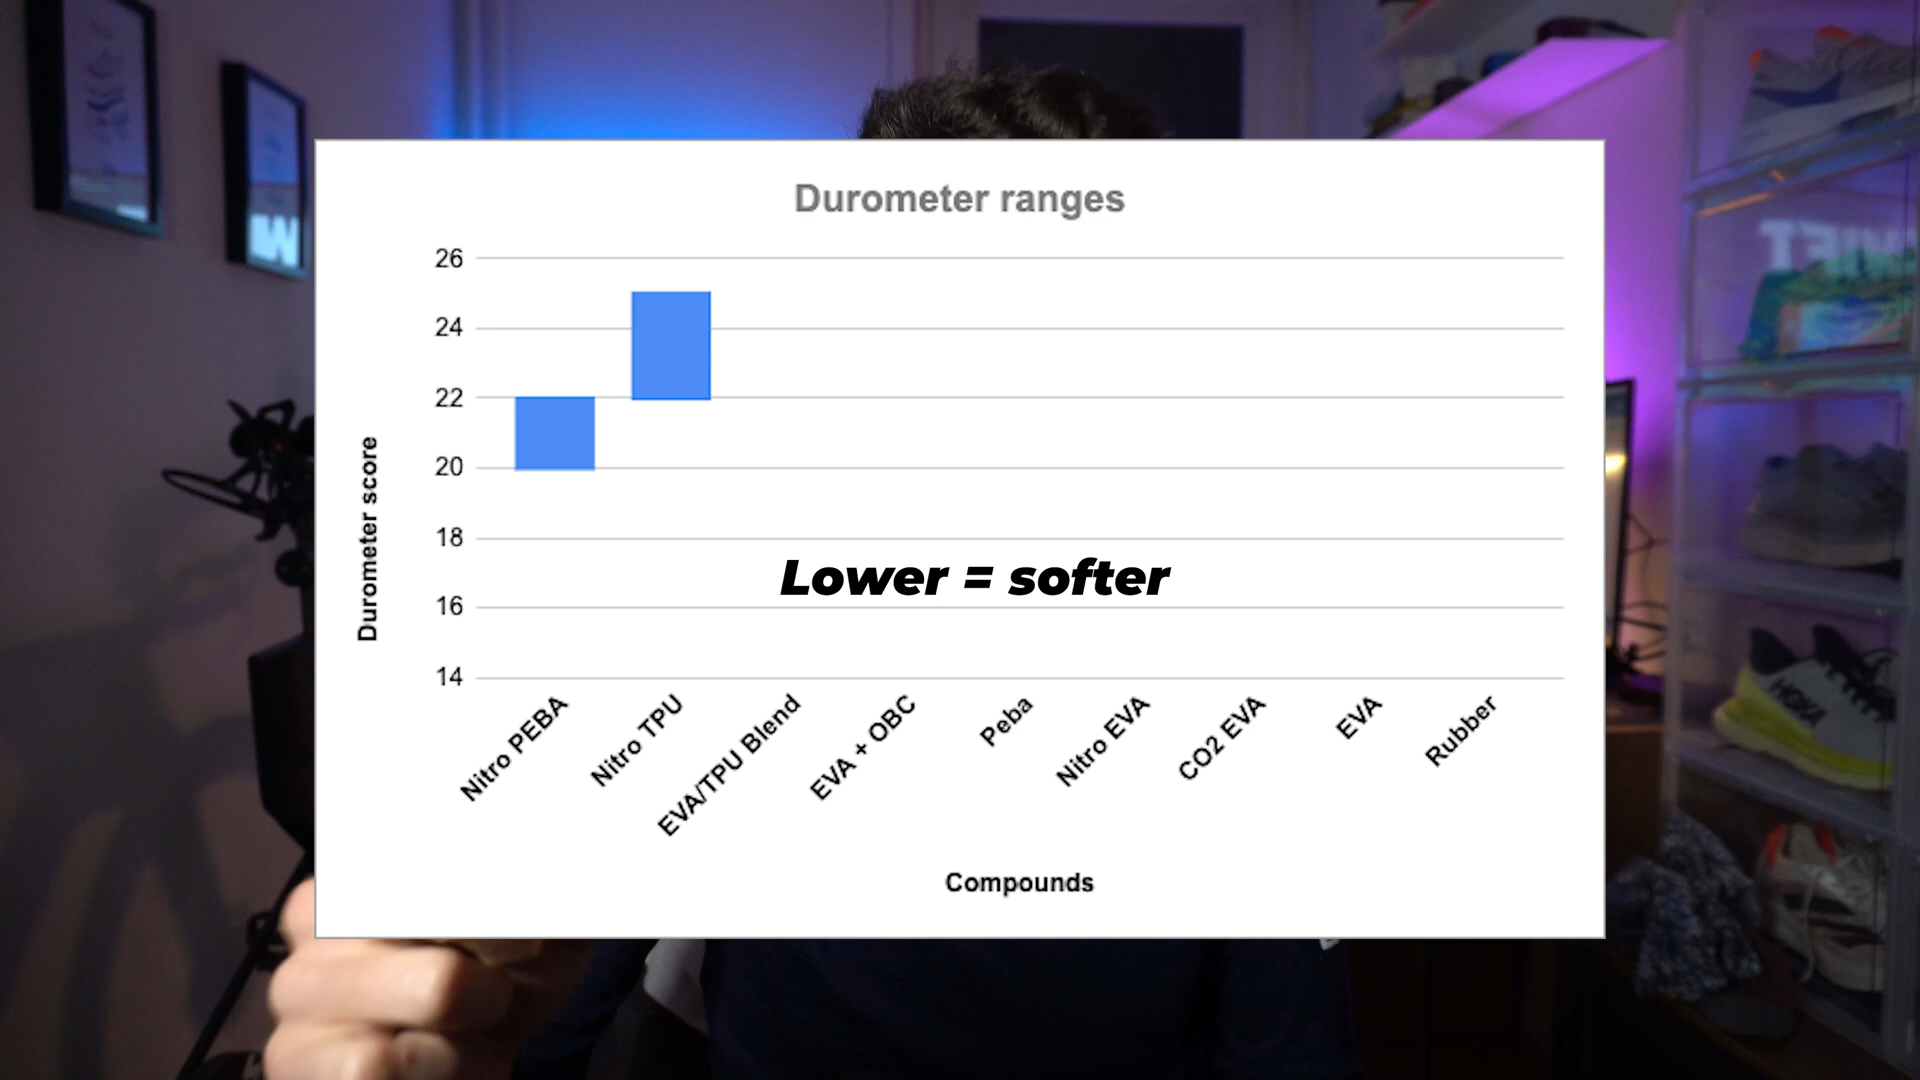 Durometer ranges
26
24
22
20
18
16
14
Durometer score
Lower = softer
Nitro PEBA
Nitro TPU
EVA/TPU Blend
EVA + OBC
Peba
Nitro EVA
CO2 EVA
EVA
Rubber
Compounds
W
HOKA